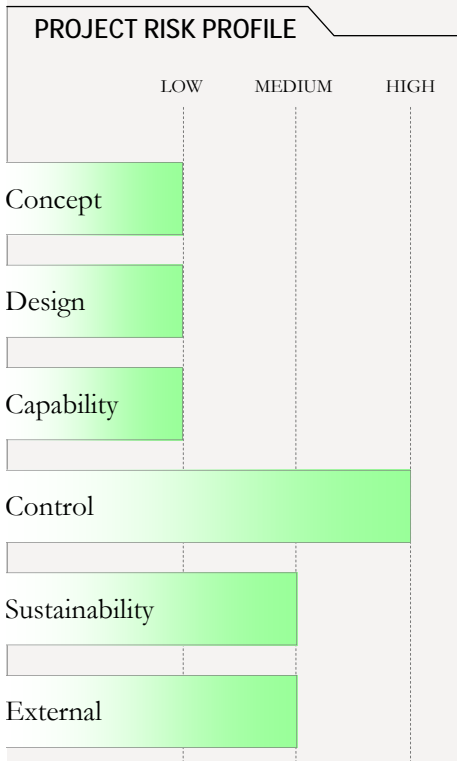 PROJECT RISK PROFILE
LOW MEDIUM HIGH
Concept
Design
Capability
Control
Sustainability
External